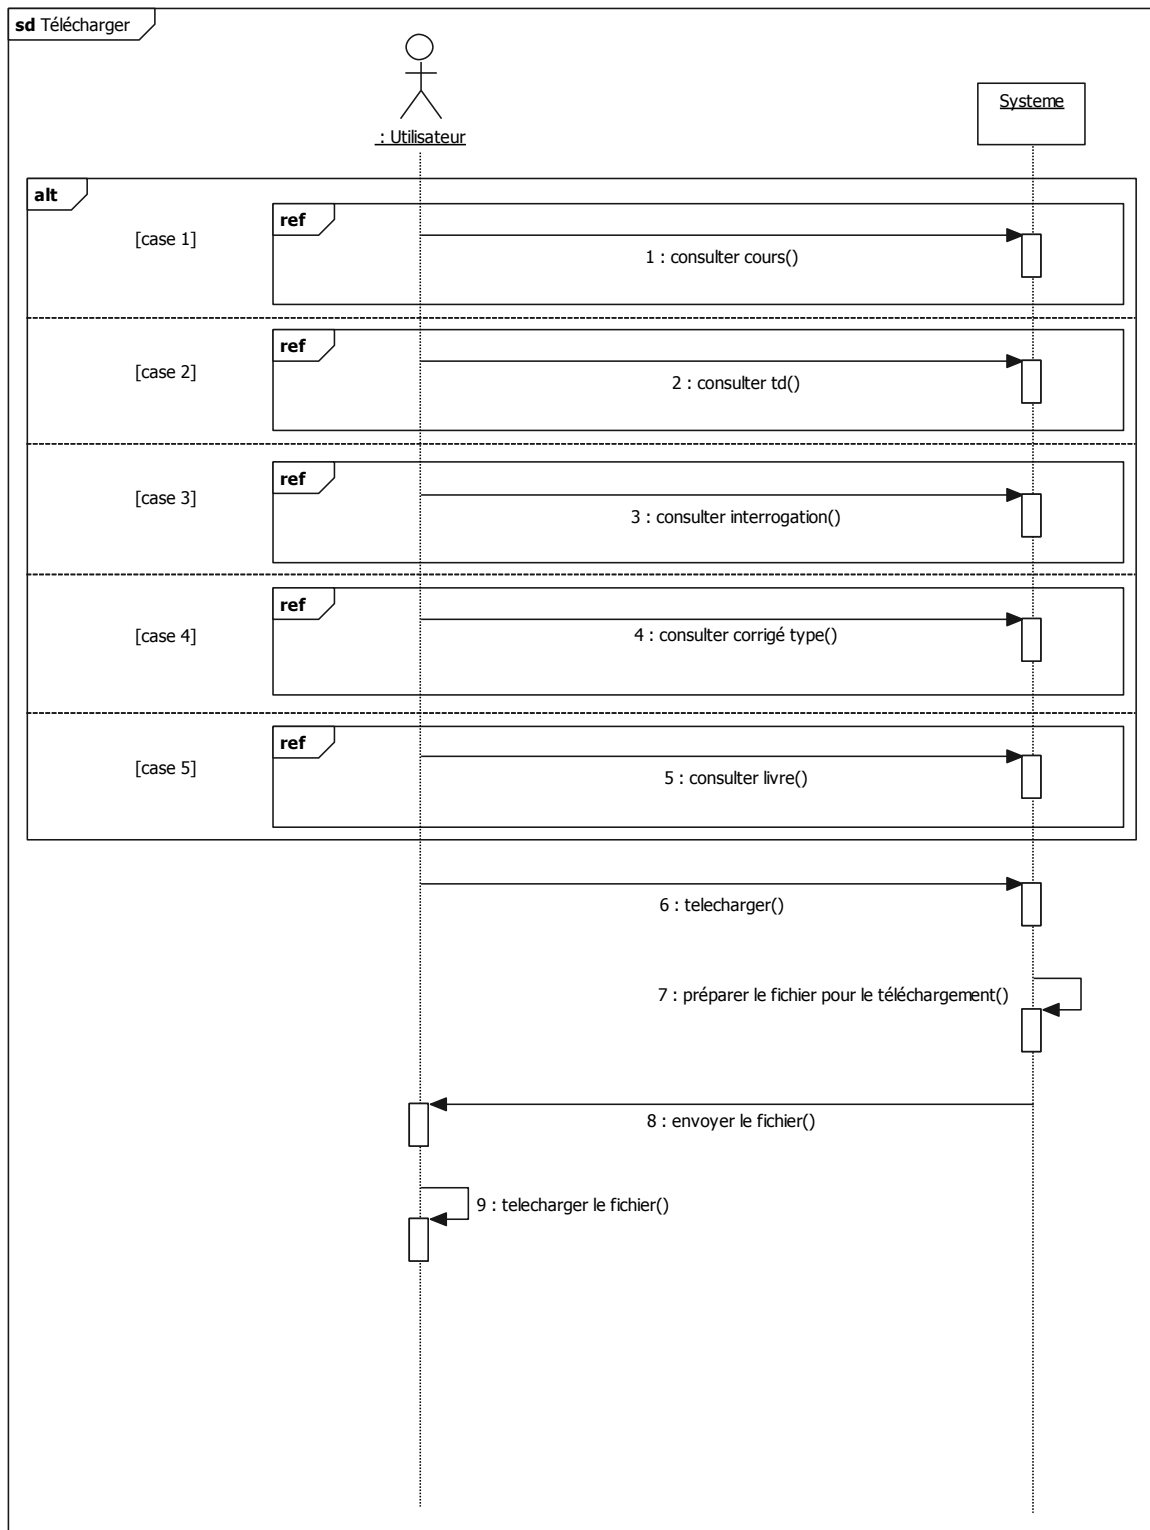 sd Télécharger
Systeme
: Utilisateur
alt
ref
[case 1]
1 : consulter cours()
ref
[case 2]
2 : consulter td()
ref
[case 3]
3 : consulter interrogation()
ref
[case 4]
4 : consulter corrigé type()
ref
[case 5]
5 : consulter livre()
6 : telecharger()
7 : préparer le fichier pour le téléchargement()
8 : envoyer le fichier()
9 : telecharger le fichier()